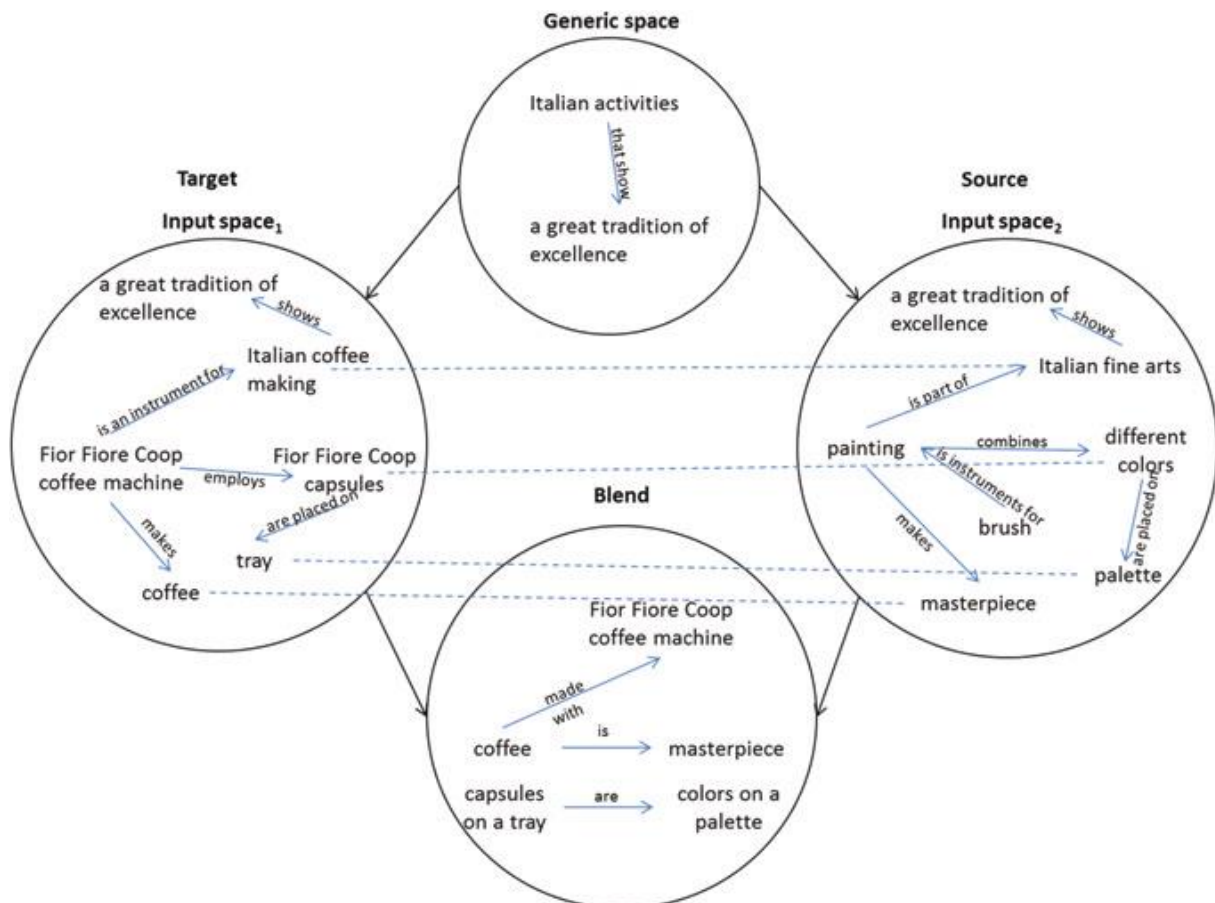 Generic space
Italian activities
that show
a great tradition of
excellence
Target
Input space₁
a great tradition of
excellence
shows
Italian coffee
making
is an instrument for
Fior Fiore Coop
coffee machine
employs
Fior Fiore Coop
capsules
are placed on
makes
tray
coffee
Source
Input space₂
a great tradition of
excellence
shows
Italian fine arts
is part of
painting
combines
different
colors
is instruments for
brush
are placed on
makes
palette
masterpiece
Blend
Fior Fiore Coop
coffee machine
made
with
coffee
is
masterpiece
capsules
on a tray
are
colors on a
palette